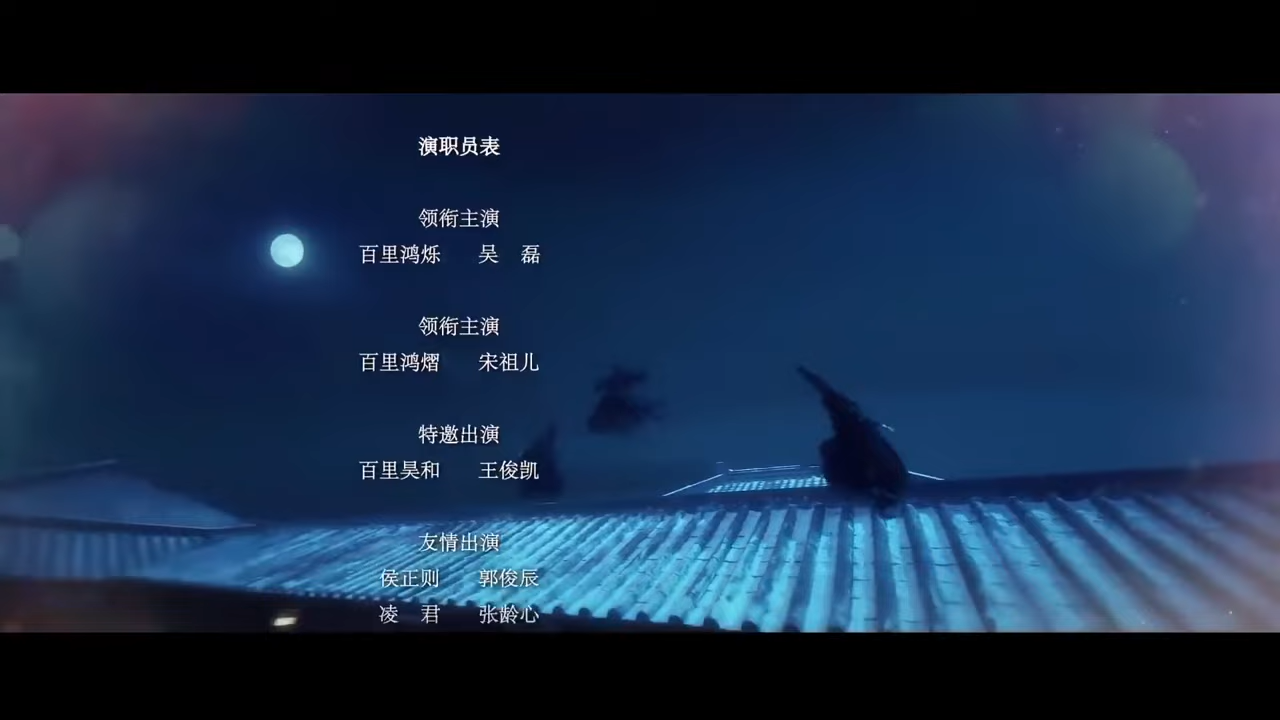 演职员表
领衔主演
百里鸿烁 吴 磊
领衔主演
百里鸿熠 宋祖儿
特邀出演
百里昊和 王俊凯
友情出演
侯正则 郭俊辰
凌 君 张龄心